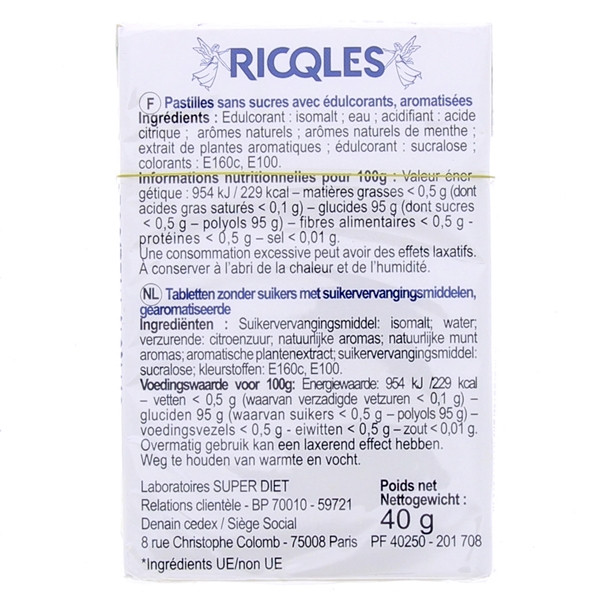 RICQLES
F Pastilles sans sucres avec édulcorants, aromatisées
Ingrédients : Edulcorant : isomalt ; eau ; acidifiant : acide
citrique ; arômes naturels ; arômes naturels de menthe ;
extrait de plantes aromatiques ; édulcorant : sucralose ;
colorants : E160c, E100.
Informations nutritionnelles pour 100g : Valeur éner
gétique : 954 kJ / 229 kcal – matières grasses < 0,5 g (dont
acides gras saturés < 0,1 g) – glucides 95 g (dont sucres
< 0,5 g – polyols 95 g) – fibres alimentaires < 0,5 g -
protéines < 0,5 g – sel < 0,01 g.
Une consommation excessive peut avoir des effets laxatifs.
A conserver à l'abri de la chaleur et de l'humidité.
NL Tabletten zonder suikers met suikervervangingsmiddelen,
gearomatiseerde
Ingrediënten : Suikervervangingsmiddel: isomalt; water;
verzurende: citroenzuur; natuurlijke aromas; natuurlijke munt
aromas; aromatische plantenextract; suikervervangingsmiddel:
sucralose; kleurstoffen: E160c, E100.
Voedingswaarde voor 100g: Energiewaarde: 954 kJ /229 kcal
– vetten < 0,5 g (waarvan verzadigde vetzuren < 0,1 g) –
gluciden 95 g (waarvan suikers < 0,5 g – polyols 95 g) –
voedingsvezels < 0,5 g - eiwitten < 0,5 g – zout < 0,01 g.
Overmatig gebruik kan een laxerend effect hebben.
Weg te houden van warmte en vocht.
Laboratoires SUPER DIET
Relations clientèle - BP 70010 - 59721
Denain cedex / Siège Social
8 rue Christophe Colomb - 75008 Paris
*Ingrédients UE/non UE
Poids net
Nettogewicht :
40 g
PF 40250 - 201 708